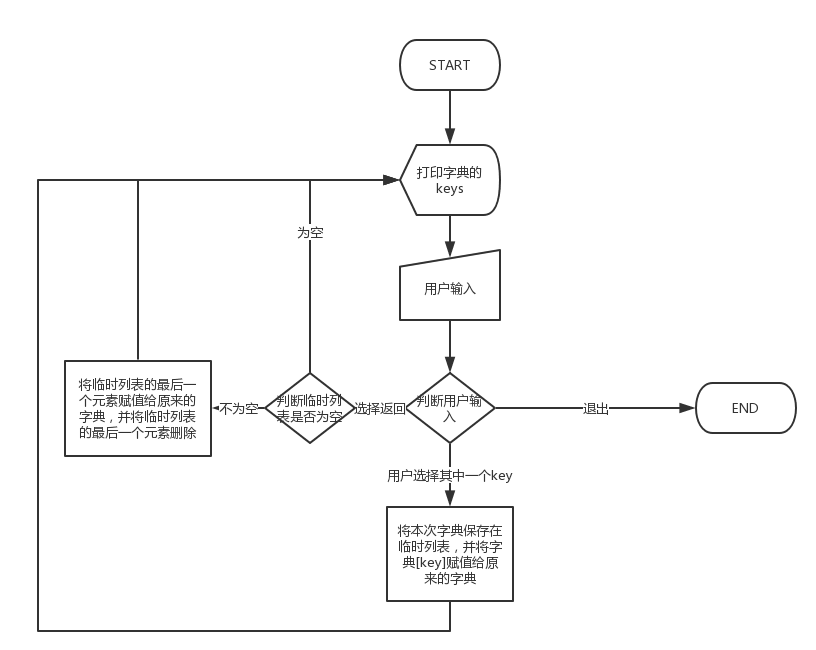 START
打印字典的
keys
为空
用户输入
将临时列表的最后一
个元素赋值给原来的
字典，并将临时列表
的最后一个元素删除
不为空
判断临时列
表是否为空
选择返回
判断用户输
入
退出
END
用户选择其中一个key
将本次字典保存在
临时列表，并将字
典[key]赋值给原
来的字典